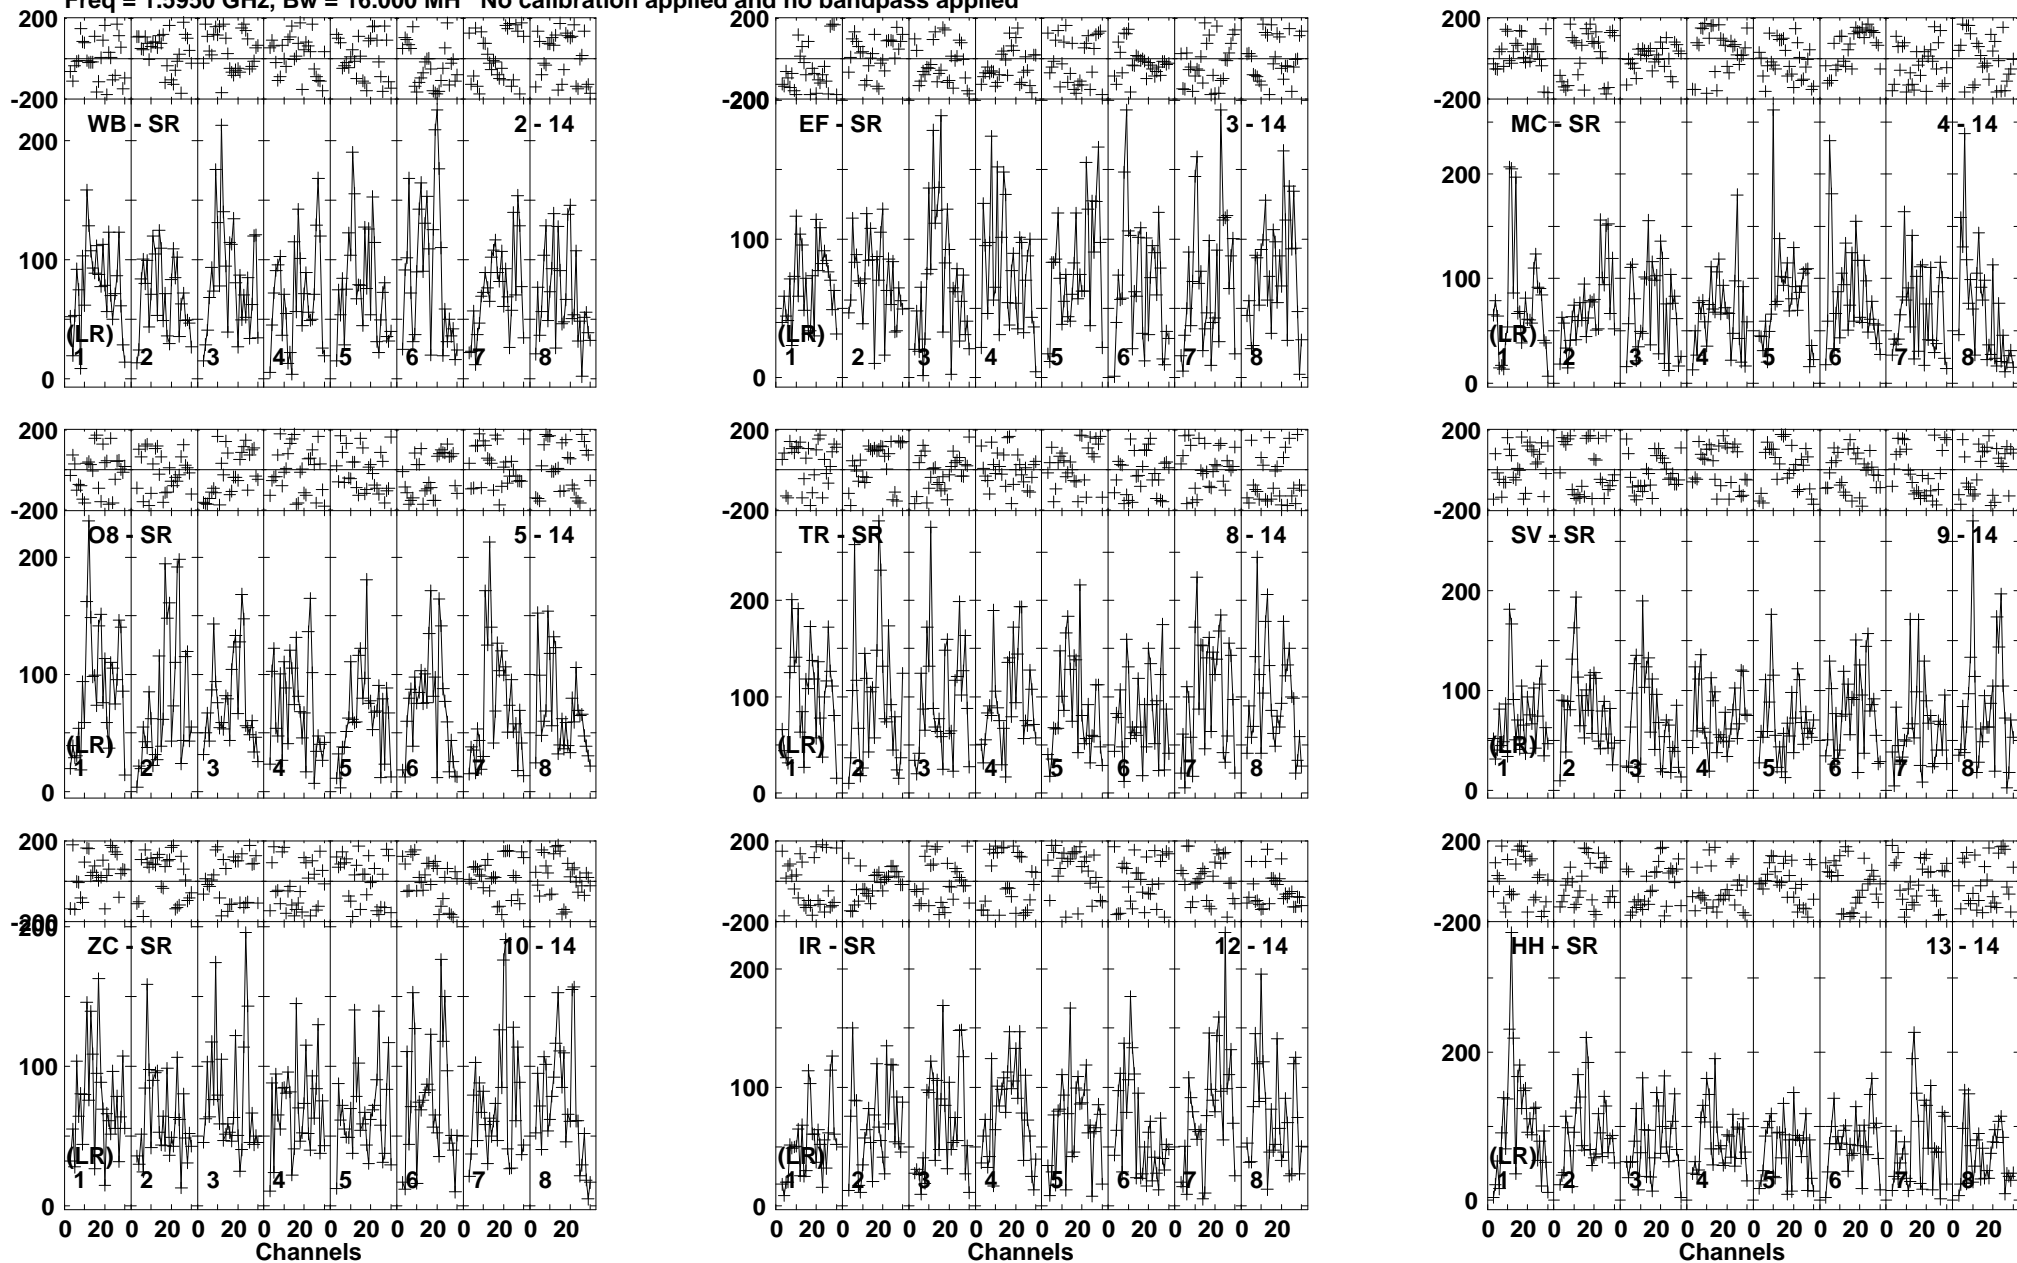 Freq = 1.5950 GHz, Bw = 16.000 MH No calibration applied and no bandpass applied
200 200 200
-200 -200 -200
WB - SR 2 - 14 EF - SR 3 - 14 MC - SR 4 - 14
200 200 200
100 100 100
(LR) (LR) (LR)
1 2 3 4 5 6 7 8 1 2 3 4 5 6 7 8 1 2 3 4 5 6 7 8
0 0 0
200 200 200
-200 -200 -200
O8 - SR 5 - 14 TR - SR 8 - 14 SV - SR 9 - 14
200 200 200
100 100 100
(LR) (LR) (LR)
1 2 3 4 5 6 7 8 1 2 3 4 5 6 7 8 1 2 3 4 5 6 7 8
0 0 0
200 200 200
-200 -200 -200
200
ZC - SR 10 - 14 IR - SR 12 - 14 HH - SR 13 - 14
200 200
100 100
(LR) (LR) (LR)
1 2 3 4 5 6 7 8 1 2 3 4 5 6 7 8 1 2 3 4 5 6 7 8
0 0 0
0 20 0 20 0 20 0 20 0 20 0 20 0 20 0 20 0 20 0 20 0 20 0 20 0 20 0 20 0 20 0 20 0 20 0 20 0 20 0 20 0 20 0 20 0 20 0 20
Channels Channels Channels